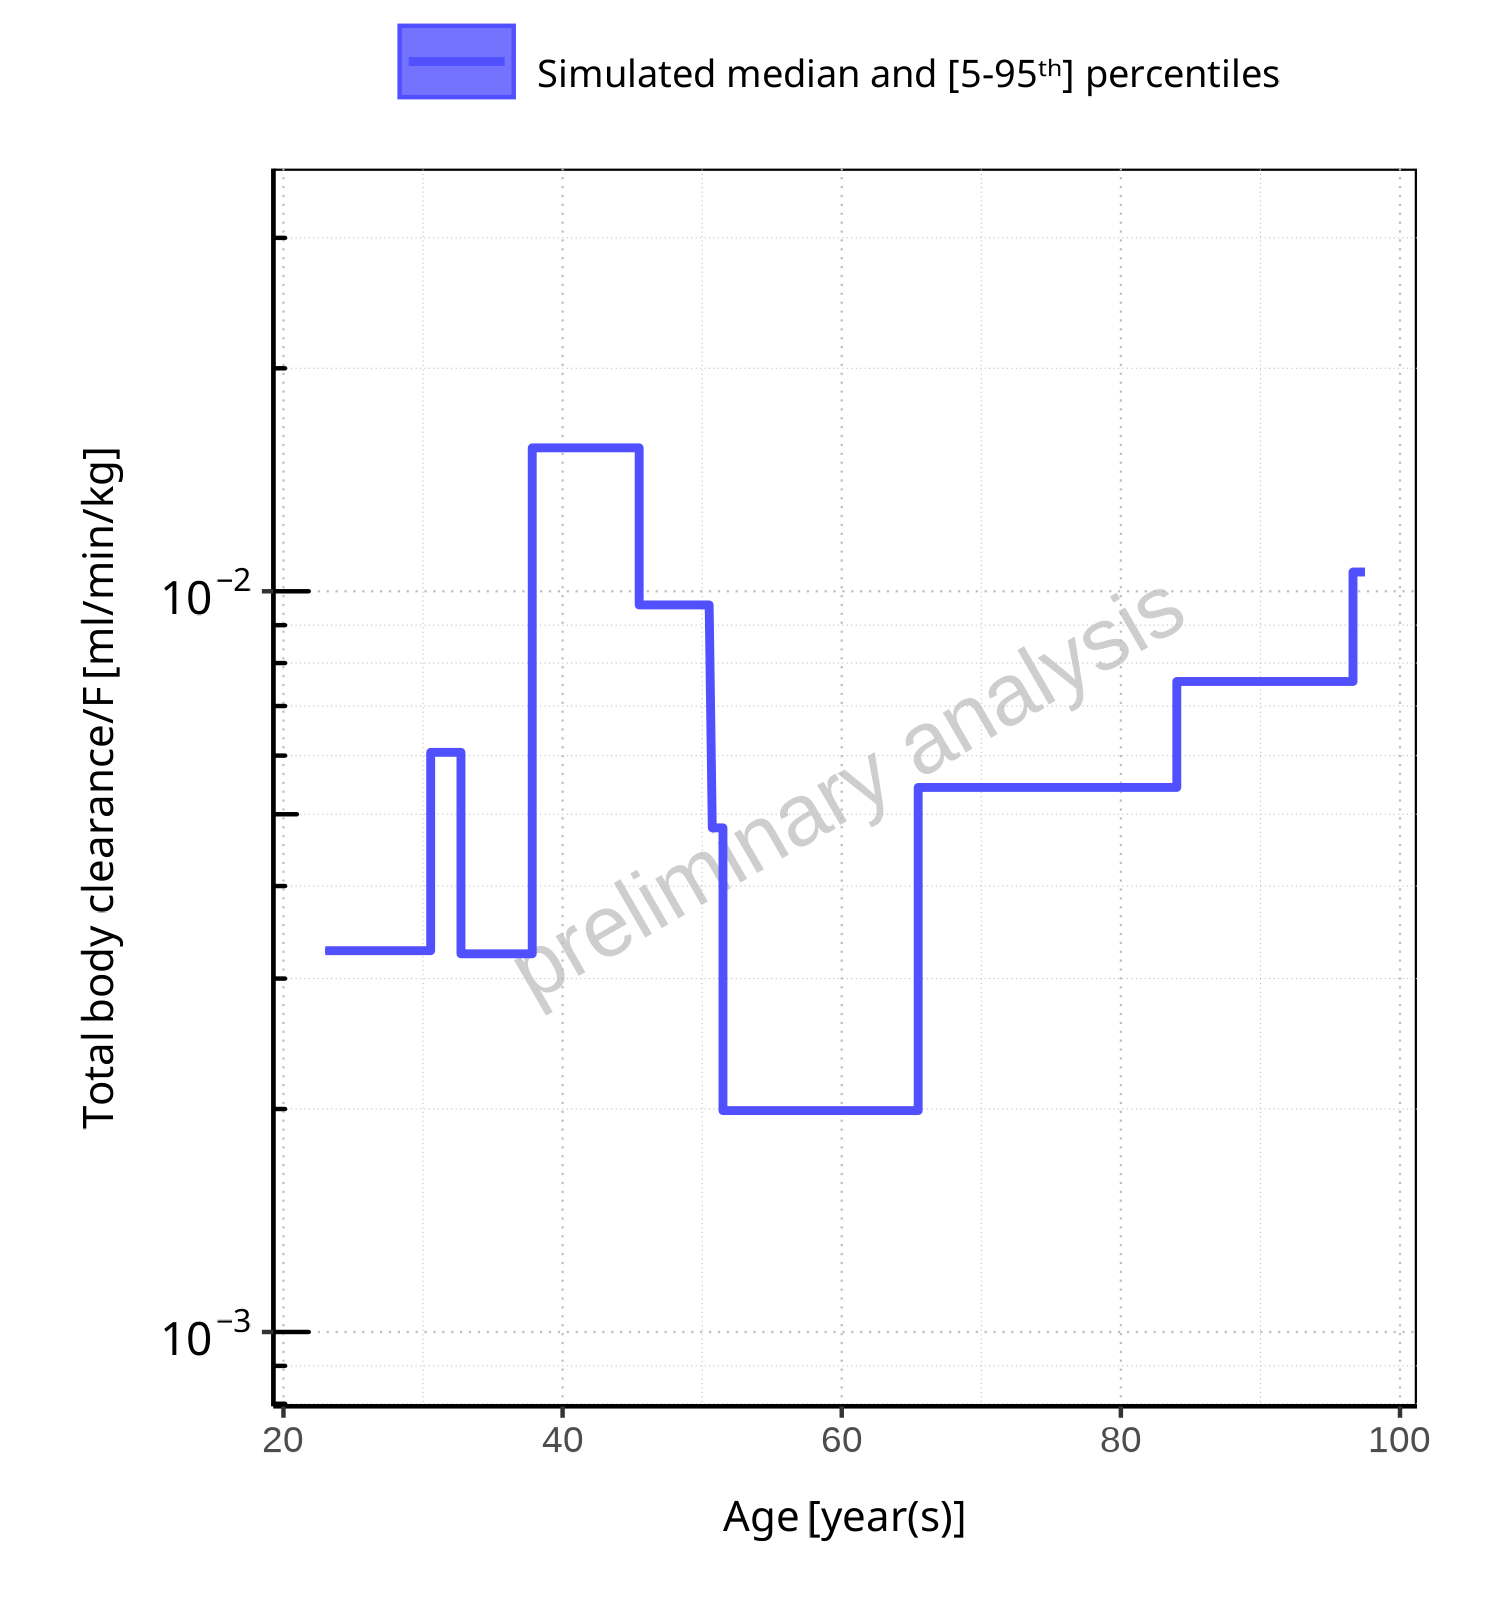 Simulated median and [5-95ᵗʰ] percentiles
Total body clearance/F [ml/min/kg]
10⁻²
10⁻³
preliminary analysis
20 40 60 80 100
Age [year(s)]